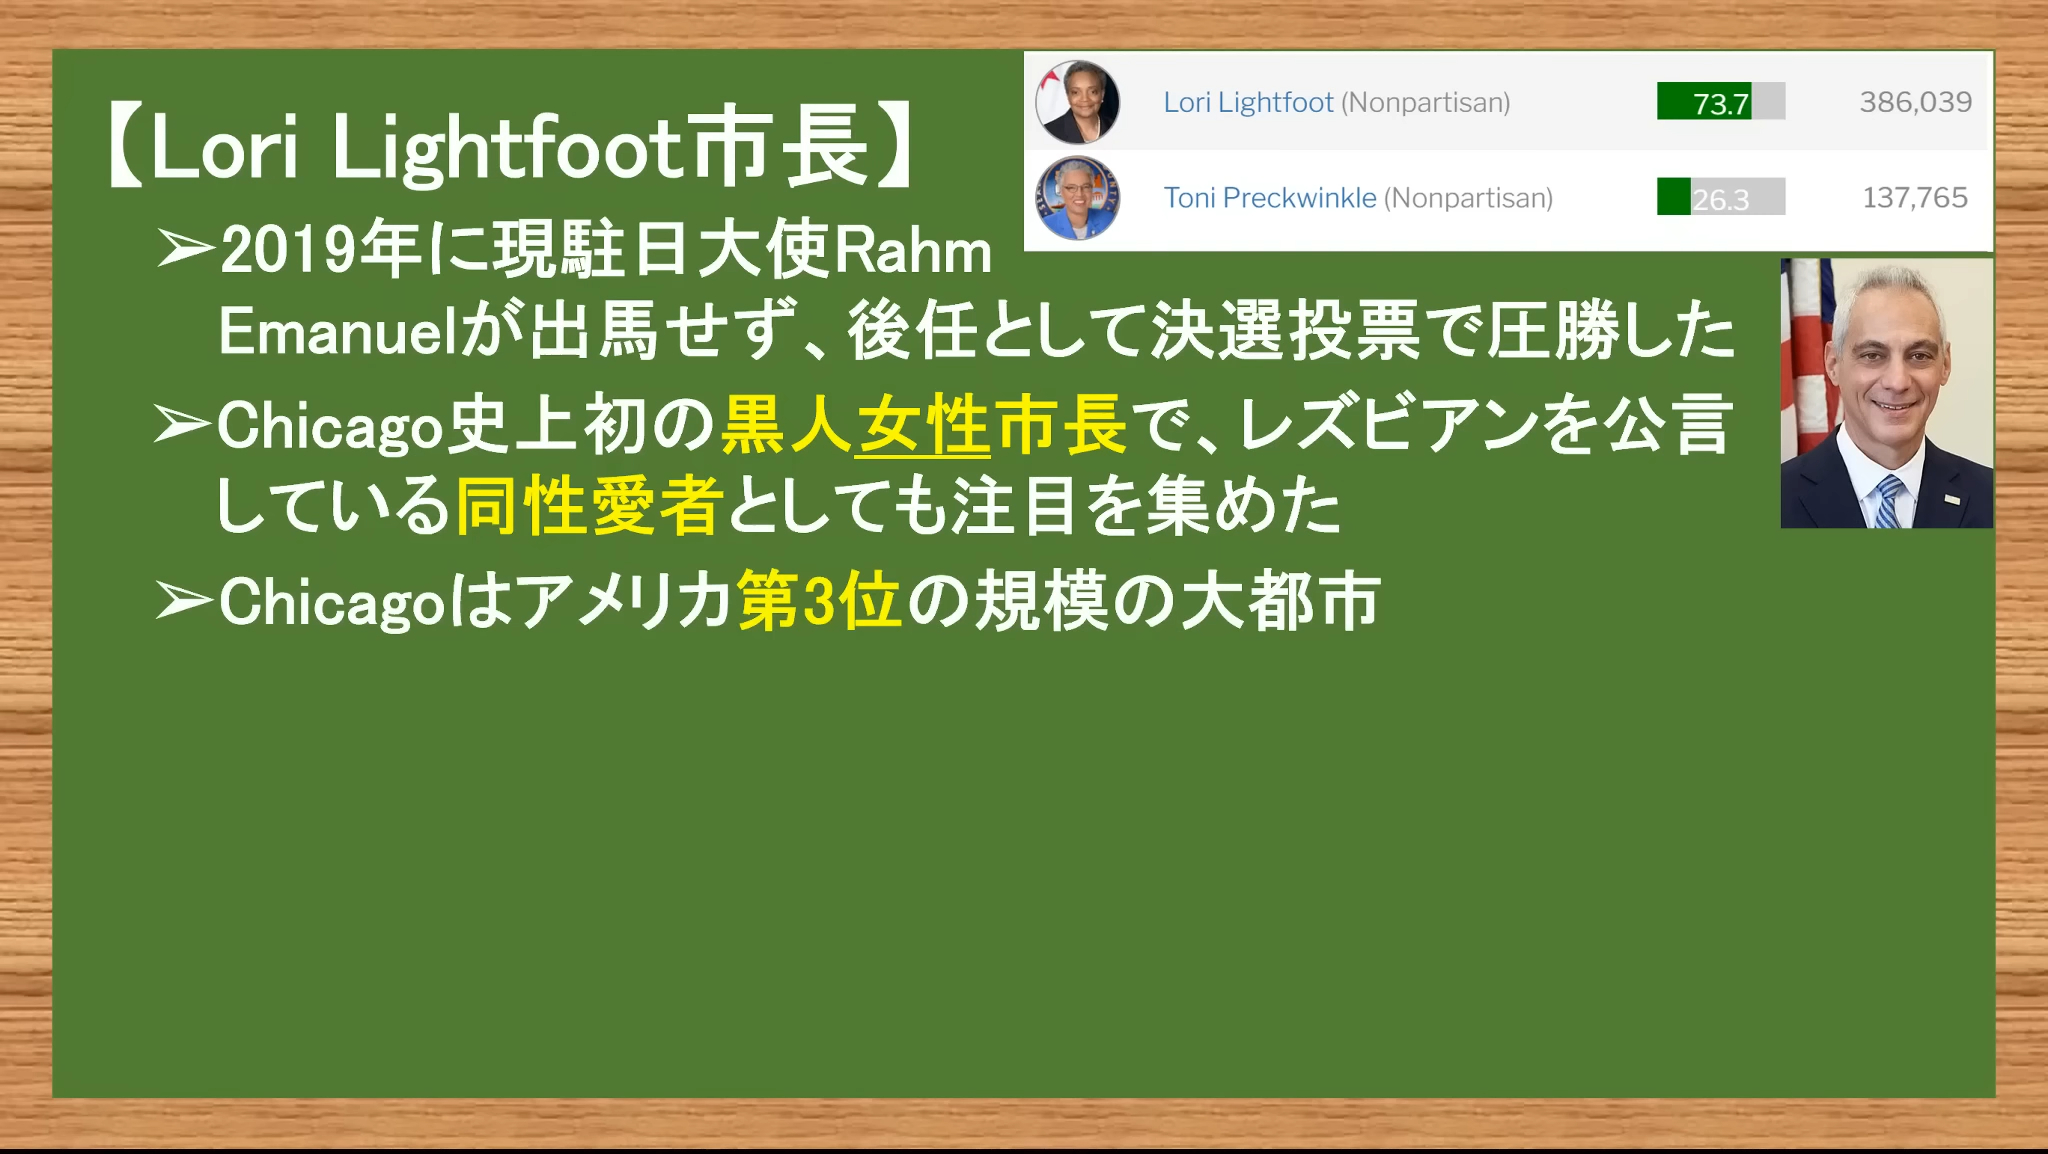 【Lori Lightfoot市長】
Lori Lightfoot (Nonpartisan) 73.7 386,039
Toni Preckwinkle (Nonpartisan) 26.3 137,765
➢2019年に現駐日大使Rahm
Emanuelが出馬せず、後任として決選投票で圧勝した
➢Chicago史上初の黒人女性市長で、レズビアンを公言
している同性愛者としても注目を集めた
➢Chicagoはアメリカ第3位の規模の大都市